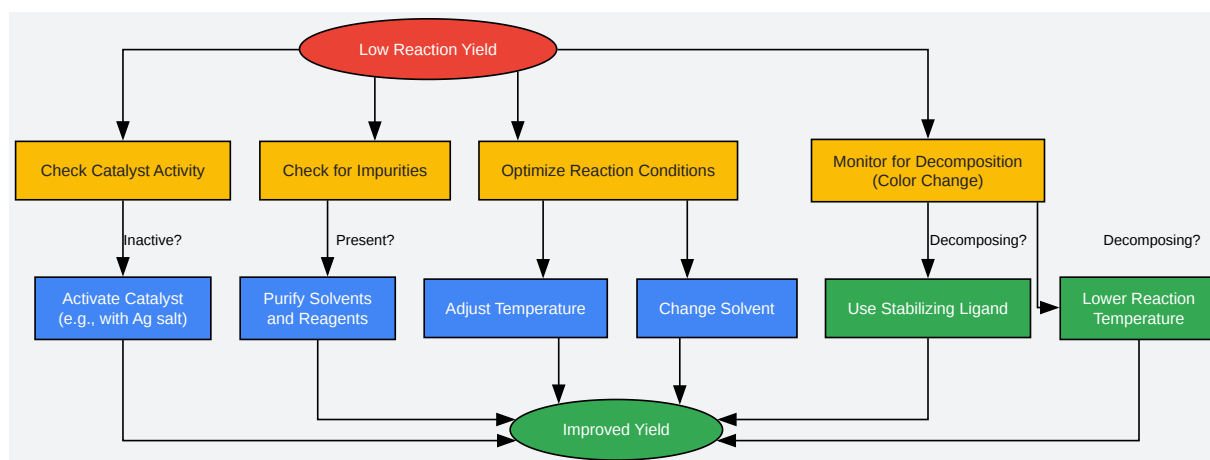 Low Reaction Yield
Check Catalyst Activity
Check for Impurities
Optimize Reaction Conditions
Monitor for Decomposition
(Color Change)
Inactive?
Present?
Decomposing?
Decomposing?
Activate Catalyst
(e.g., with Ag salt)
Purify Solvents
and Reagents
Adjust Temperature
Change Solvent
Use Stabilizing Ligand
Lower Reaction
Temperature
Improved Yield